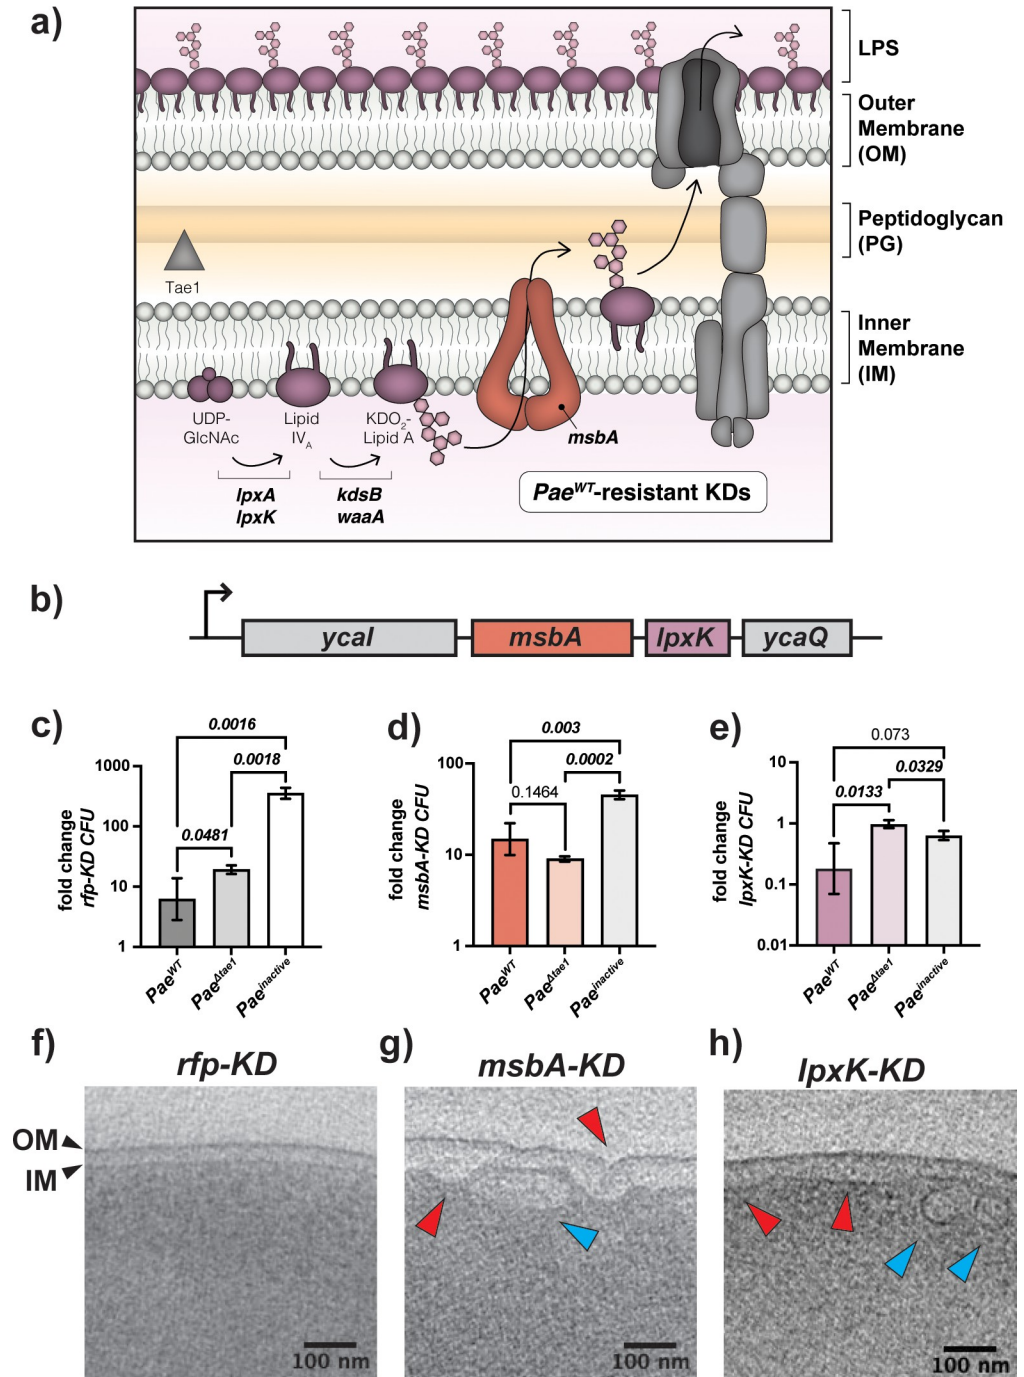 a)
LPS
Outer
Membrane
(OM)
Peptidoglycan
(PG)
Inner
Membrane
(IM)
Tae1
UDP-
GlcNAc
Lipid
IVA
KDO2-
Lipid A
msbA
lpxA
lpxK
kdsB
waaA
PaeWT-resistant KDs
b)
ycaI
msbA
lpxK
ycaQ
c)
fold change
rfp-KD CFU
1000
100
10
1
0.0016
0.0018
0.0481
PaeWT
PaeΔtae1
Paeinactive
d)
fold change
msbA-KD CFU
100
10
1
0.003
0.0002
0.1464
PaeWT
PaeΔtae1
Paeinactive
e)
fold change
lpxK-KD CFU
10
1
0.1
0.01
0.073
0.0329
0.0133
PaeWT
PaeΔtae1
Paeinactive
f)
rfp-KD
OM
IM
100 nm
g)
msbA-KD
100 nm
h)
lpxK-KD
100 nm